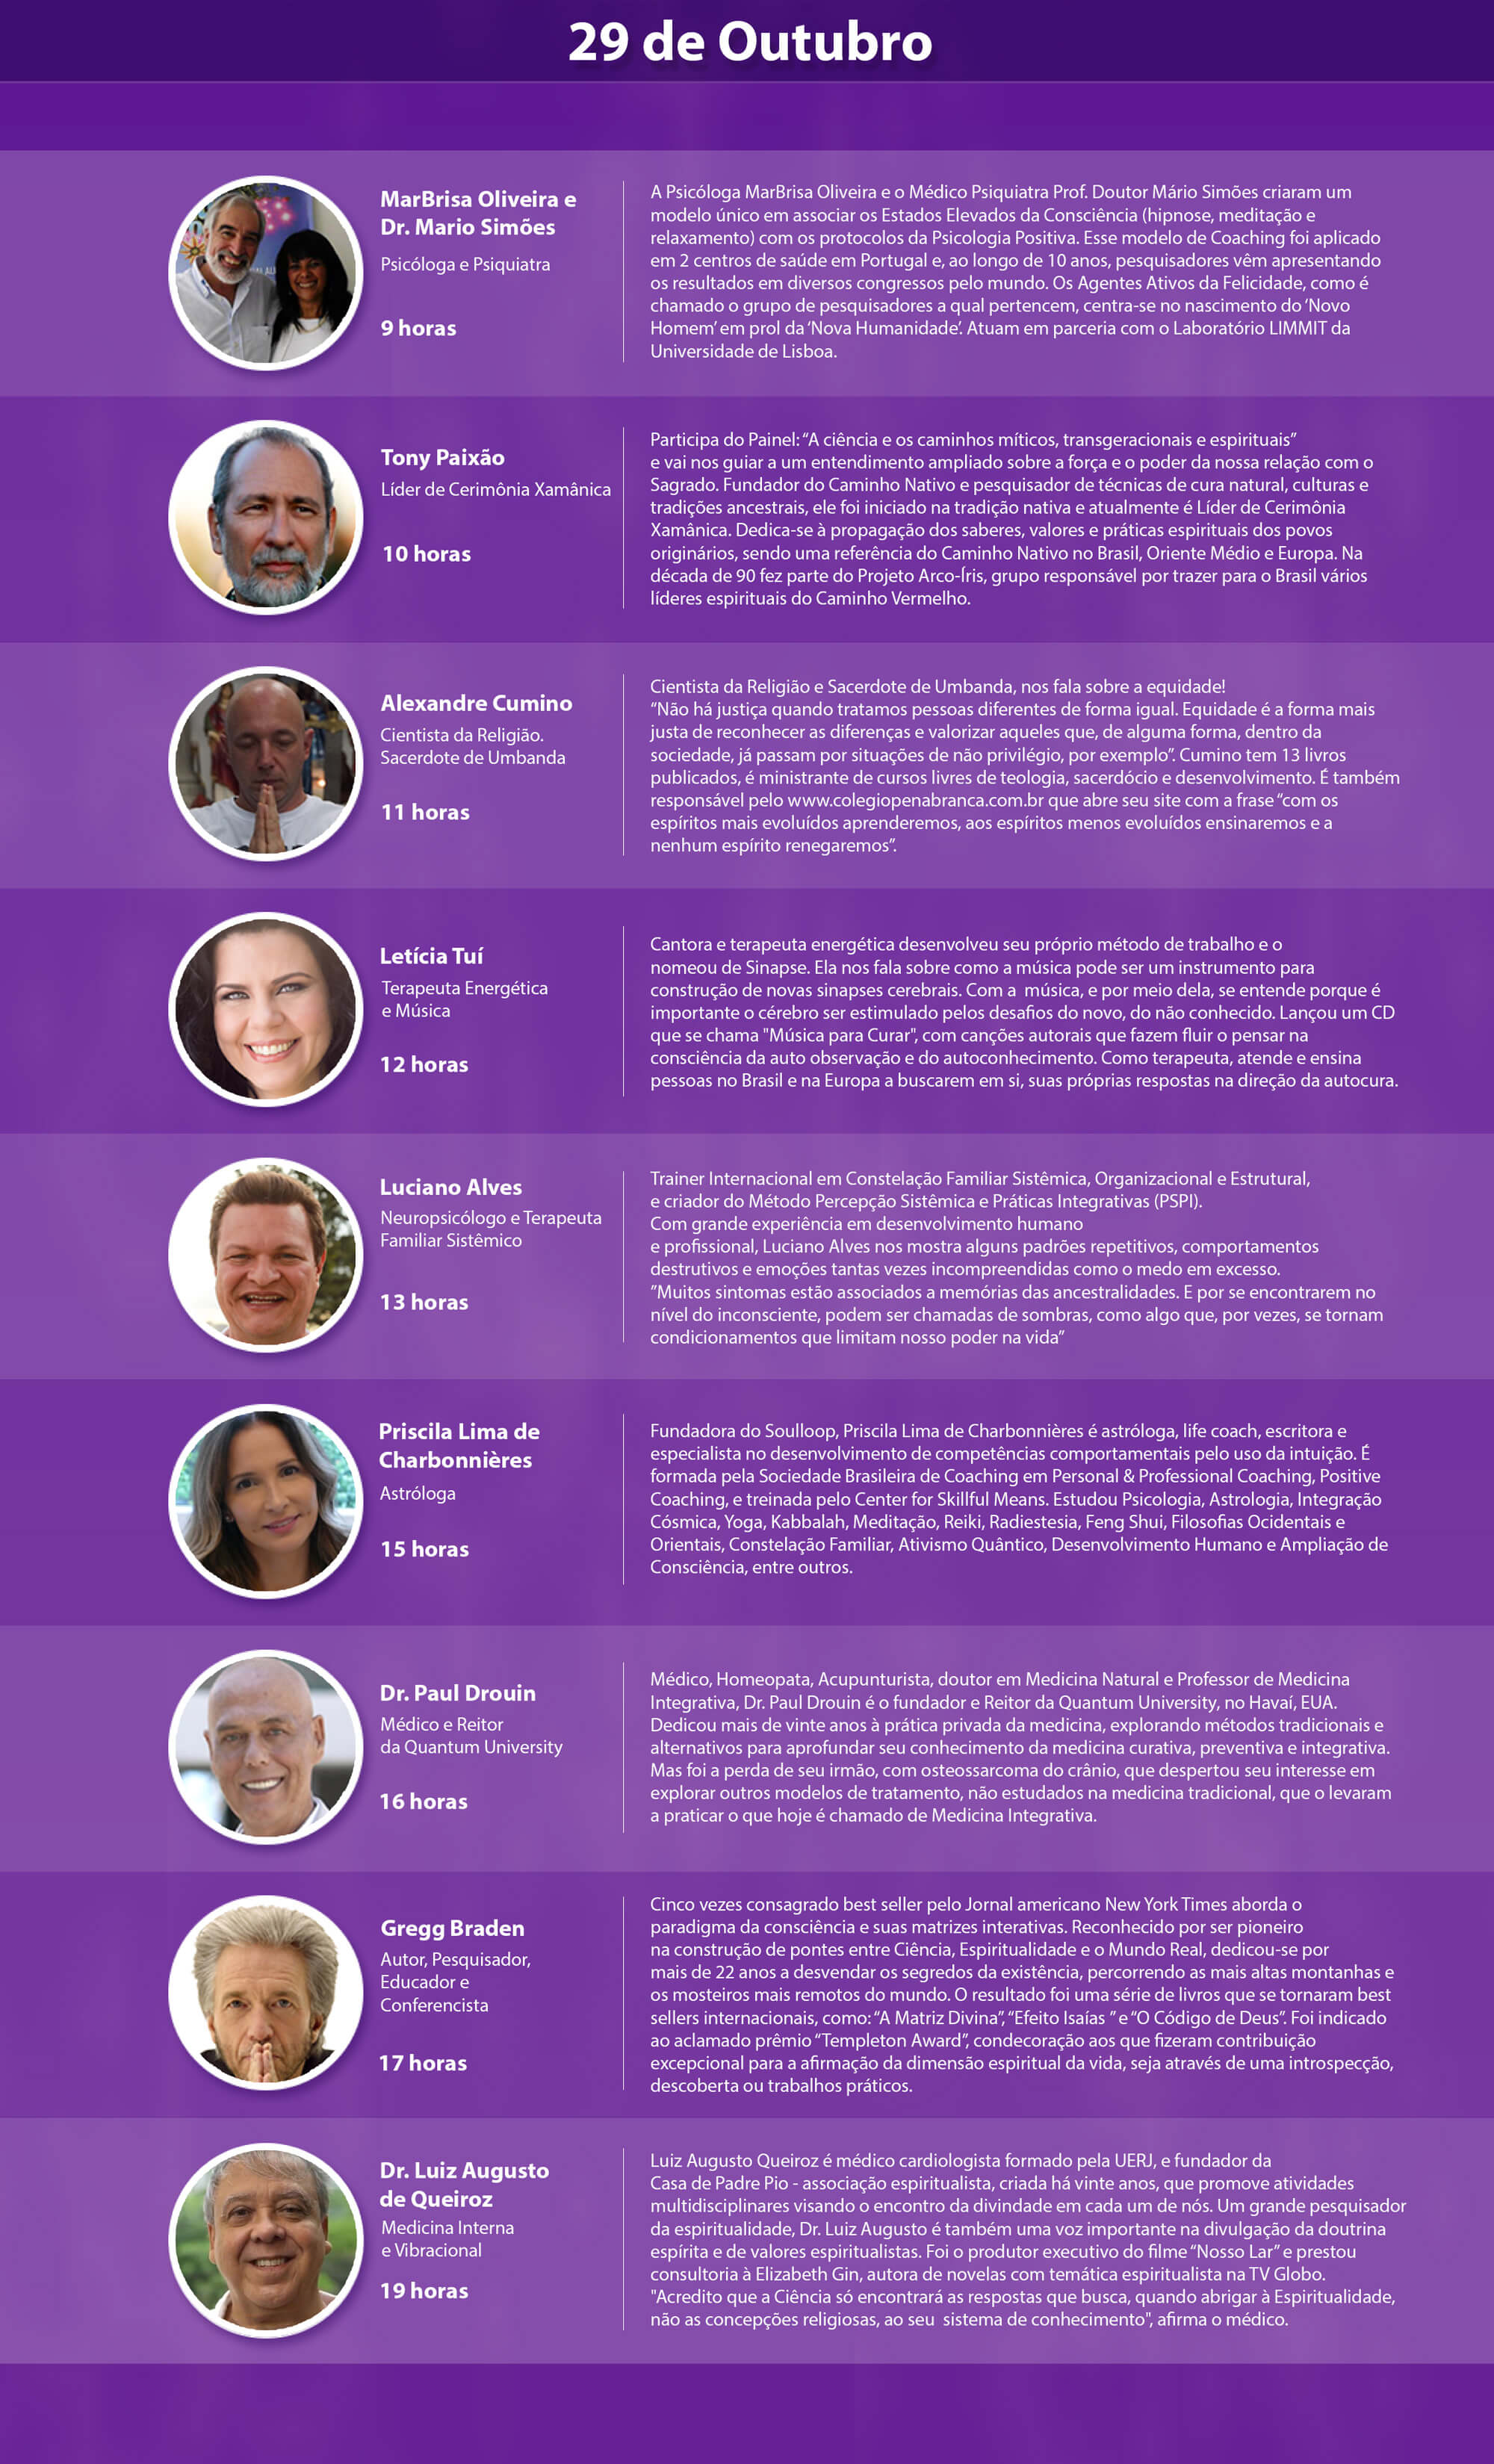 29 de Outubro
MarBrisa Oliveira e
Dr. Mario Simões
Psicóloga e Psiquiatra
9 horas
A Psicóloga MarBrisa Oliveira e o Médico Psiquiatra Prof. Doutor Mário Simões criaram um
modelo único em associar os Estados Elevados da Consciência (hipnose, meditação e
relaxamento) com os protocolos da Psicologia Positiva. Esse modelo de Coaching foi aplicado
em 2 centros de saúde em Portugal e, ao longo de 10 anos, pesquisadores vêm apresentando
os resultados em diversos congressos pelo mundo. Os Agentes Ativos da Felicidade, como é
chamado o grupo de pesquisadores a qual pertencem, centra-se no nascimento do ‘Novo
Homem’ em prol da ‘Nova Humanidade’. Atuam em parceria com o Laboratório LIMMIT da
Universidade de Lisboa.
Tony Paixão
Líder de Cerimônia Xamânica
10 horas
Participa do Painel: “A ciência e os caminhos míticos, transgeracionais e espirituais”
e vai nos guiar a um entendimento ampliado sobre a força e o poder da nossa relação com o
Sagrado. Fundador do Caminho Nativo e pesquisador de técnicas de cura natural, culturas e
tradições ancestrais, ele foi iniciado na tradição nativa e atualmente é Líder de Cerimônia
Xamânica. Dedica-se à propagação dos saberes, valores e práticas espirituais dos povos
originários, sendo uma referência do Caminho Nativo no Brasil, Oriente Médio e Europa. Na
década de 90 fez parte do Projeto Arco-Íris, grupo responsável por trazer para o Brasil vários
líderes espirituais do Caminho Vermelho.
Alexandre Cumino
Cientista da Religião.
Sacerdote de Umbanda
11 horas
Cientista da Religião e Sacerdote de Umbanda, nos fala sobre a equidade!
“Não há justiça quando tratamos pessoas diferentes de forma igual. Equidade é a forma mais
justa de reconhecer as diferenças e valorizar aqueles que, de alguma forma, dentro da
sociedade, já passam por situações de não privilégio, por exemplo”. Cumino tem 13 livros
publicados, é ministrante de cursos livres de teologia, sacerdócio e desenvolvimento. É também
responsável pelo www.colegiopenabranca.com.br que abre seu site com a frase “com os
espíritos mais evoluídos aprenderemos, aos espíritos menos evoluídos ensinaremos e a
nenhum espírito renegaremos”.
Letícia Tuí
Terapeuta Energética
e Música
12 horas
Cantora e terapeuta energética desenvolveu seu próprio método de trabalho e o
nomeou de Sinapse. Ela nos fala sobre como a música pode ser um instrumento para
construção de novas sinapses cerebrais. Com a música, e por meio dela, se entende porque é
importante o cérebro ser estimulado pelos desafios do novo, do não conhecido. Lançou um CD
que se chama "Música para Curar", com canções autorais que fazem fluir o pensar na
consciência da auto observação e do autoconhecimento. Como terapeuta, atende e ensina
pessoas no Brasil e na Europa a buscarem em si, suas próprias respostas na direção da autocura.
Luciano Alves
Neuropsicólogo e Terapeuta
Familiar Sistêmico
13 horas
Trainer Internacional em Constelação Familiar Sistêmica, Organizacional e Estrutural,
e criador do Método Percepção Sistêmica e Práticas Integrativas (PSPI).
Com grande experiência em desenvolvimento humano
e profissional, Luciano Alves nos mostra alguns padrões repetitivos, comportamentos
destrutivos e emoções tantas vezes incompreendidas como o medo em excesso.
”Muitos sintomas estão associados a memórias das ancestralidades. E por se encontrarem no
nível do inconsciente, podem ser chamadas de sombras, como algo que, por vezes, se tornam
condicionamentos que limitam nosso poder na vida”
Priscila Lima de
Charbonnières
Astróloga
15 horas
Fundadora do Soulloop, Priscila Lima de Charbonnières é astróloga, life coach, escritora e
especialista no desenvolvimento de competências comportamentais pelo uso da intuição. É
formada pela Sociedade Brasileira de Coaching em Personal & Professional Coaching, Positive
Coaching, e treinada pelo Center for Skillful Means. Estudou Psicologia, Astrologia, Integração
Cósmica, Yoga, Kabbalah, Meditação, Reiki, Radiestesia, Feng Shui, Filosofias Ocidentais e
Orientais, Constelação Familiar, Ativismo Quântico, Desenvolvimento Humano e Ampliação de
Consciência, entre outros.
Dr. Paul Drouin
Médico e Reitor
da Quantum University
16 horas
Médico, Homeopata, Acupunturista, doutor em Medicina Natural e Professor de Medicina
Integrativa, Dr. Paul Drouin é o fundador e Reitor da Quantum University, no Havaí, EUA.
Dedicou mais de vinte anos à prática privada da medicina, explorando métodos tradicionais e
alternativos para aprofundar seu conhecimento da medicina curativa, preventiva e integrativa.
Mas foi a perda de seu irmão, com osteossarcoma do crânio, que despertou seu interesse em
explorar outros modelos de tratamento, não estudados na medicina tradicional, que o levaram
a praticar o que hoje é chamado de Medicina Integrativa.
Gregg Braden
Autor, Pesquisador,
Educador e
Conferencista
17 horas
Cinco vezes consagrado best seller pelo Jornal americano New York Times aborda o
paradigma da consciência e suas matrizes interativas. Reconhecido por ser pioneiro
na construção de pontes entre Ciência, Espiritualidade e o Mundo Real, dedicou-se por
mais de 22 anos a desvendar os segredos da existência, percorrendo as mais altas montanhas e
os mosteiros mais remotos do mundo. O resultado foi uma série de livros que se tornaram best
sellers internacionais, como: “A Matriz Divina”, “Efeito Isaías ” e “O Código de Deus”. Foi indicado
ao aclamado prêmio “Templeton Award”, condecoração aos que fizeram contribuição
excepcional para a afirmação da dimensão espiritual da vida, seja através de uma introspecção,
descoberta ou trabalhos práticos.
Dr. Luiz Augusto
de Queiroz
Medicina Interna
e Vibracional
19 horas
Luiz Augusto Queiroz é médico cardiologista formado pela UERJ, e fundador da
Casa de Padre Pio - associação espiritualista, criada há vinte anos, que promove atividades
multidisciplinares visando o encontro da divindade em cada um de nós. Um grande pesquisador
da espiritualidade, Dr. Luiz Augusto é também uma voz importante na divulgação da doutrina
espírita e de valores espiritualistas. Foi o produtor executivo do filme “Nosso Lar” e prestou
consultoria à Elizabeth Gin, autora de novelas com temática espiritualista na TV Globo.
"Acredito que a Ciência só encontrará as respostas que busca, quando abrigar à Espiritualidade,
não as concepções religiosas, ao seu sistema de conhecimento", afirma o médico.